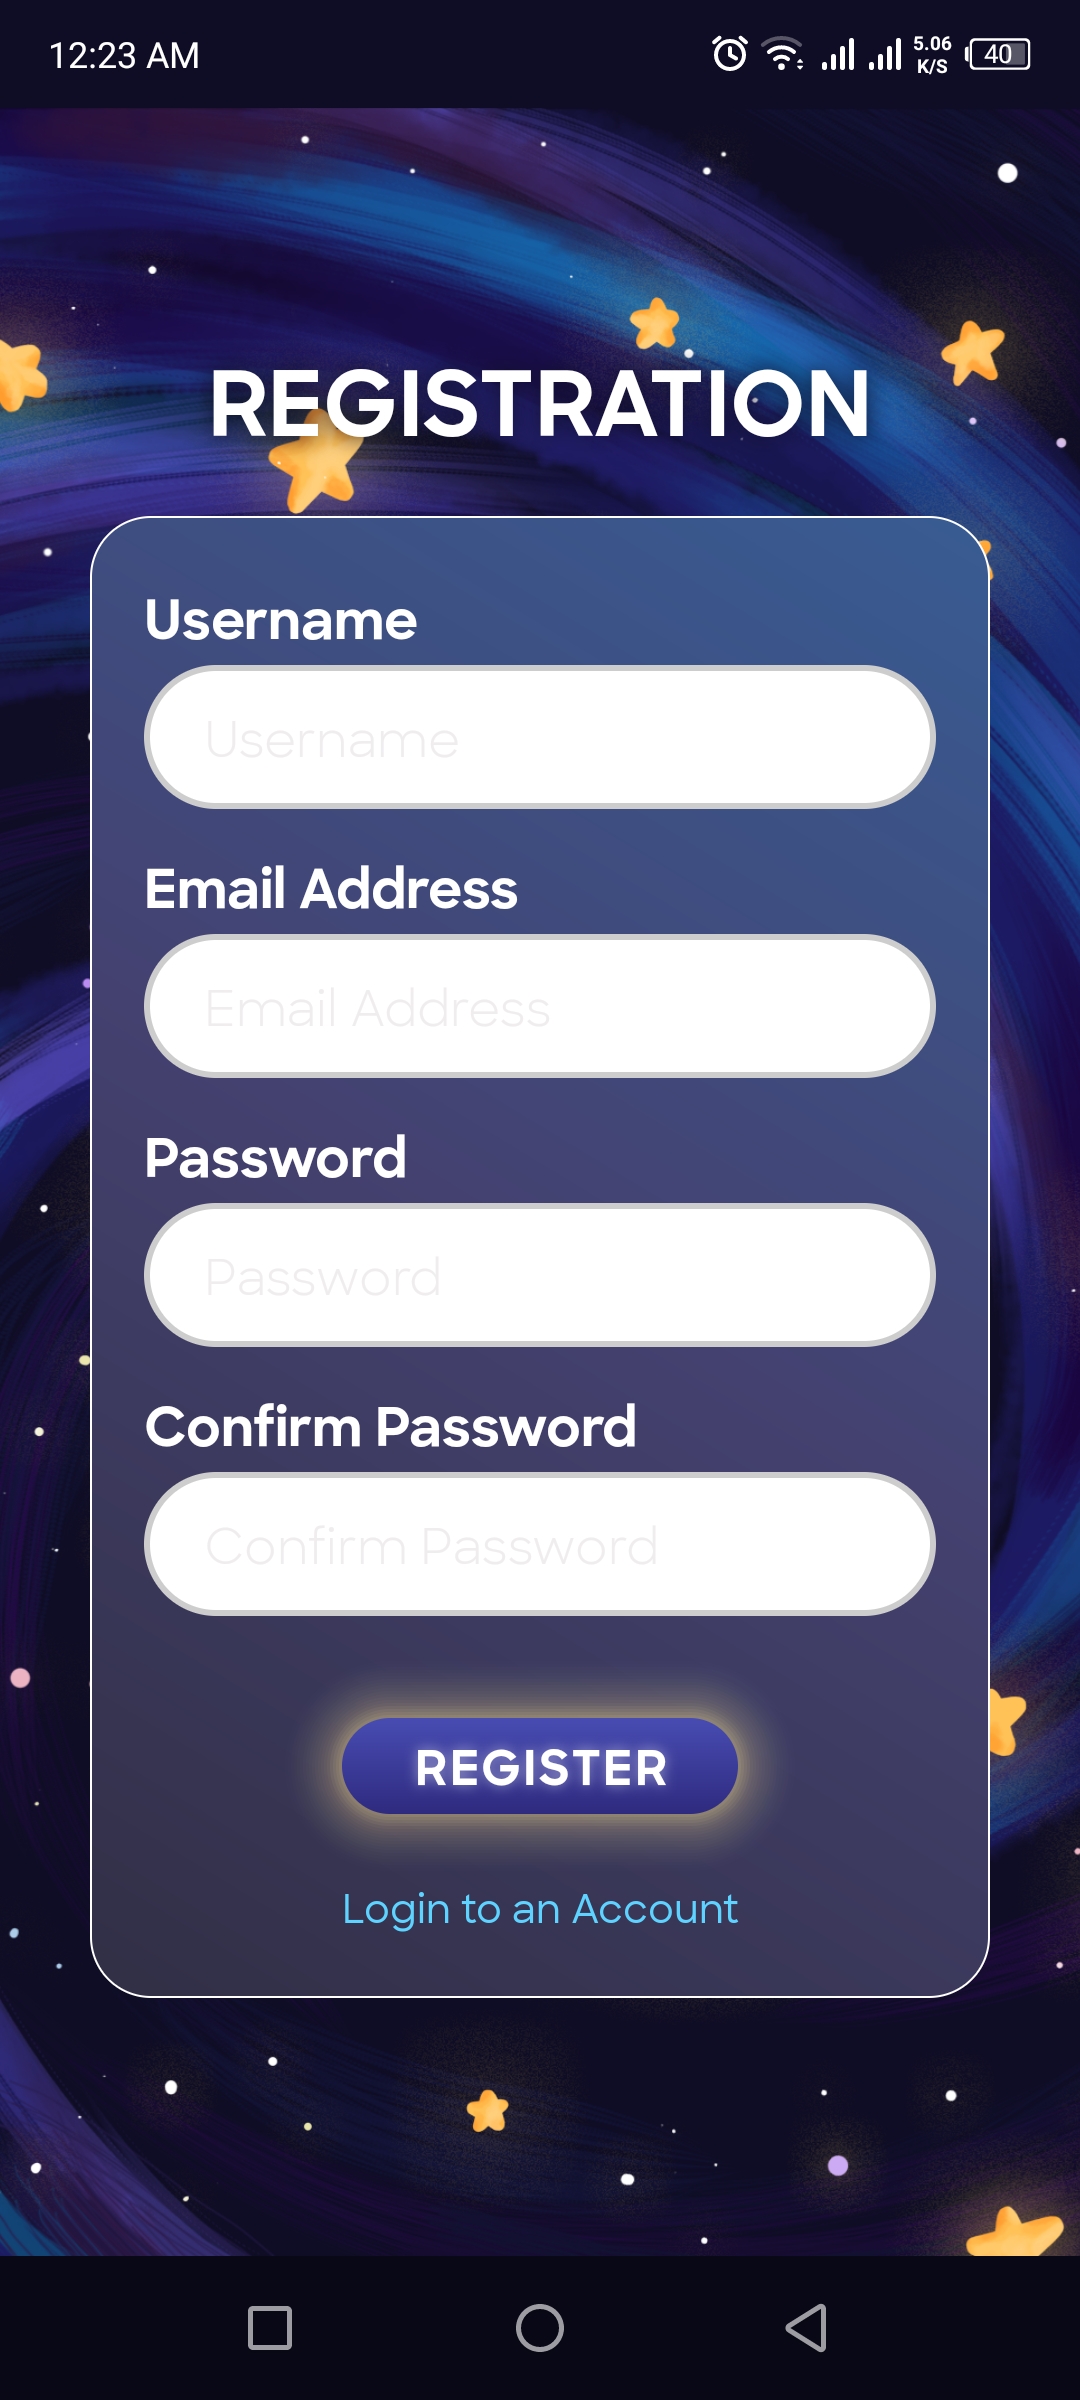 12:23 AM 5.06 K/S 40
REGISTRATION
Username
Username
Email Address
Email Address
Password
Password
Confirm Password
Confirm Password
REGISTER
Login to an Account